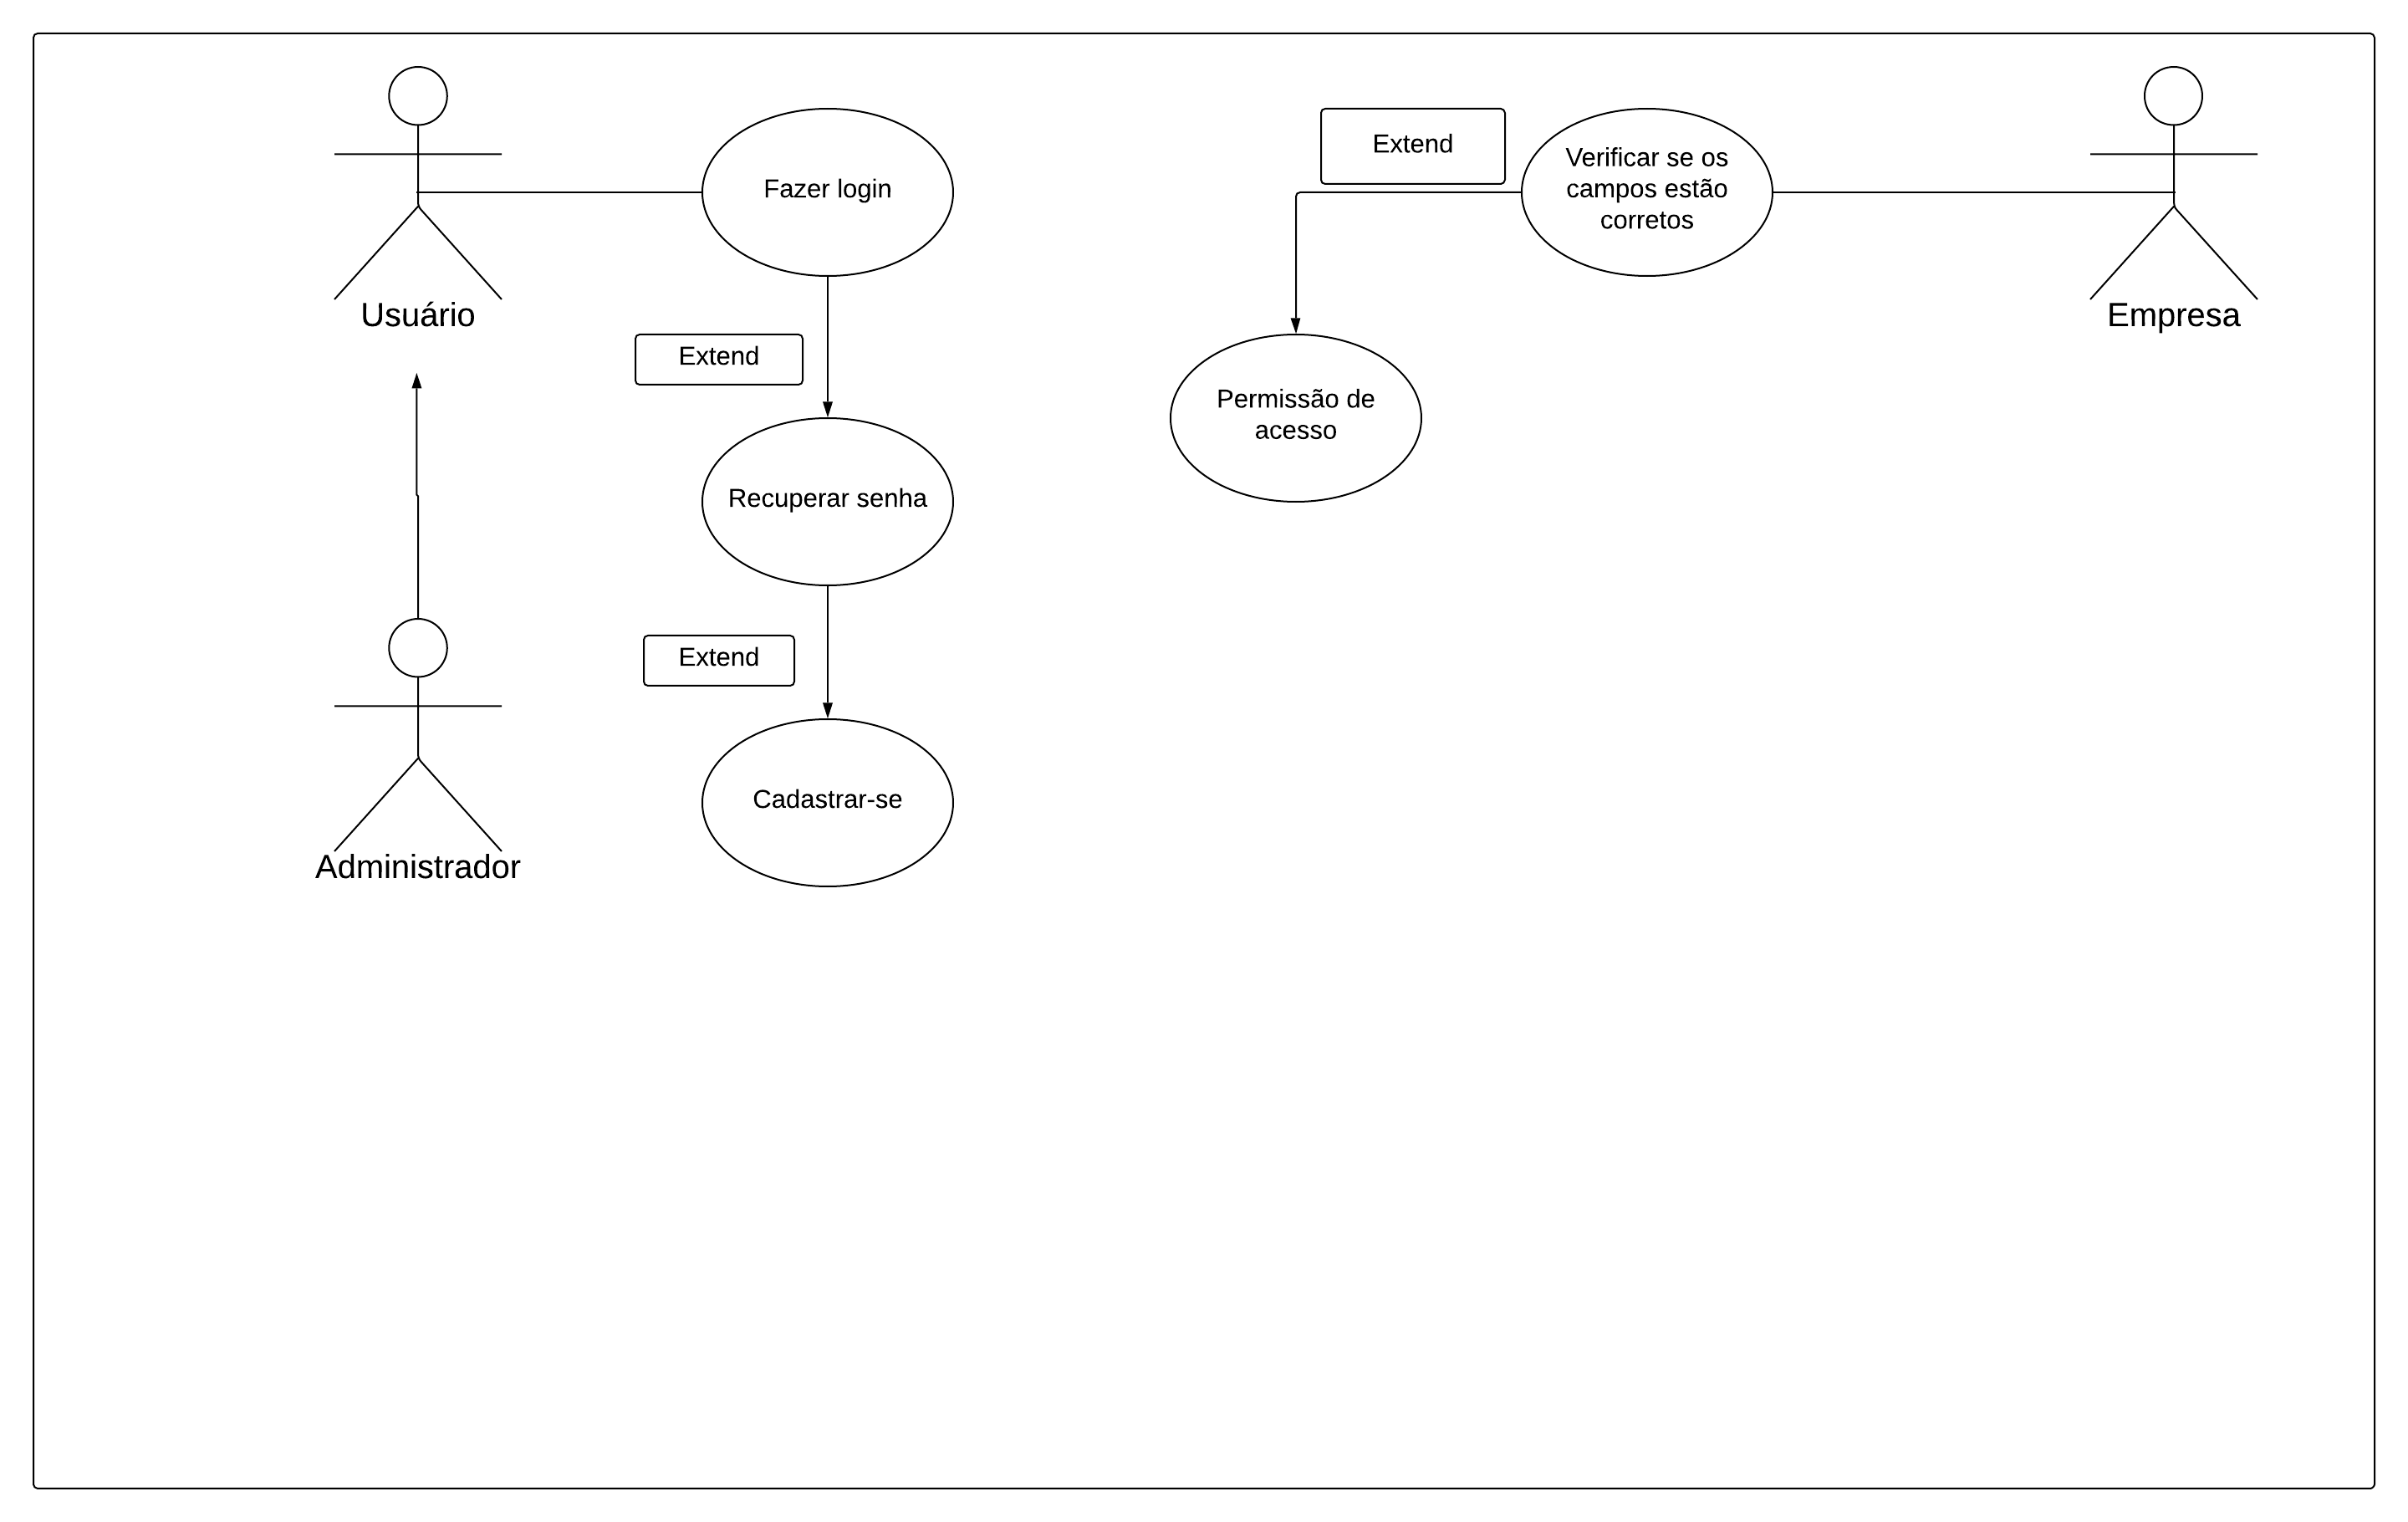 Fazer login
Extend
Verificar se os
campos estão
corretos
Usuário
Empresa
Extend
Permissão de
acesso
Recuperar senha
Extend
Cadastrar-se
Administrador